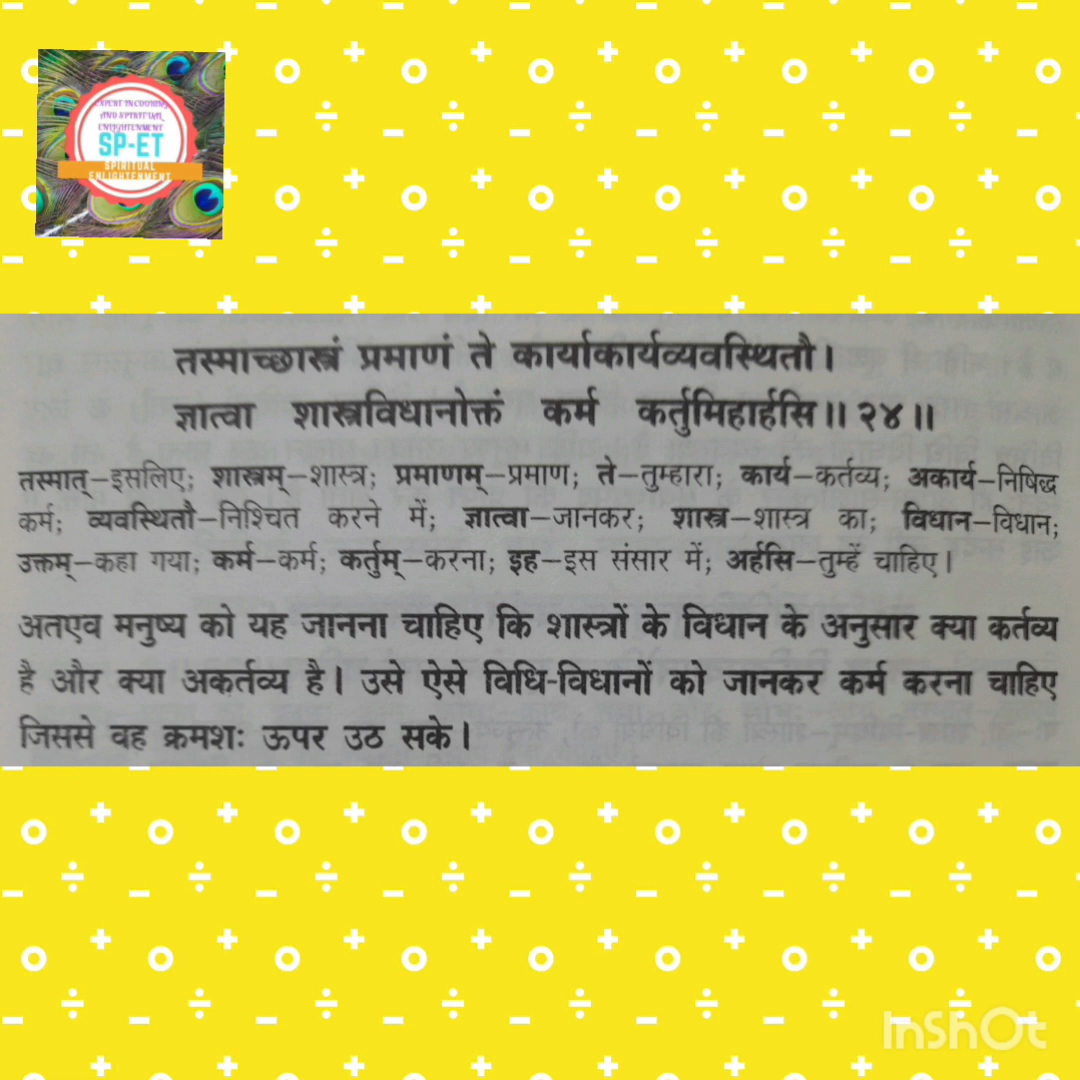 EXPERT IN COOKING
AND SPIRITUAL
ENLIGHTENMENT
SP-ET
SPIRITUAL
ENLIGHTENMENT
तस्माच्छास्त्रं प्रमाणं ते कार्याकार्यव्यवस्थितौ।
ज्ञात्वा शास्त्रविधानोक्तं कर्म कर्तुमिहार्हसि॥ २४॥
तस्मात्–इसलिए; शास्त्रम्–शास्त्र; प्रमाणम्–प्रमाण; ते–तुम्हारा; कार्य–कर्तव्य; अकार्य–निषिद्ध
कर्म; व्यवस्थितौ–निश्चित करने में; ज्ञात्वा–जानकर; शास्त्र–शास्त्र का; विधान–विधान;
उक्तम्–कहा गया; कर्म–कर्म; कर्तुम्–करना; इह–इस संसार में; अर्हसि–तुम्हें चाहिए।
अतएव मनुष्य को यह जानना चाहिए कि शास्त्रों के विधान के अनुसार क्या कर्तव्य
है और क्या अकर्तव्य है। उसे ऐसे विधि-विधानों को जानकर कर्म करना चाहिए
जिससे वह क्रमशः ऊपर उठ सके।
InShOt